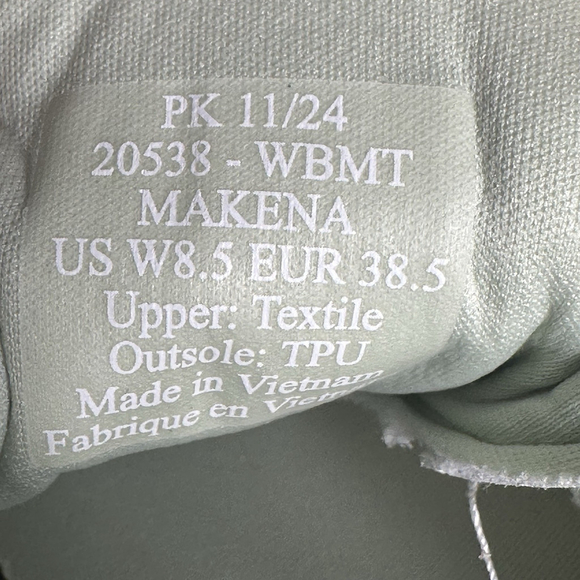 PK 11/24
20538 - WBMT
MAKENA
US W8.5 EUR 38.5
Upper: Textile
Outsole: TPU
Made in Vietnam
Fabrique en Vietnam